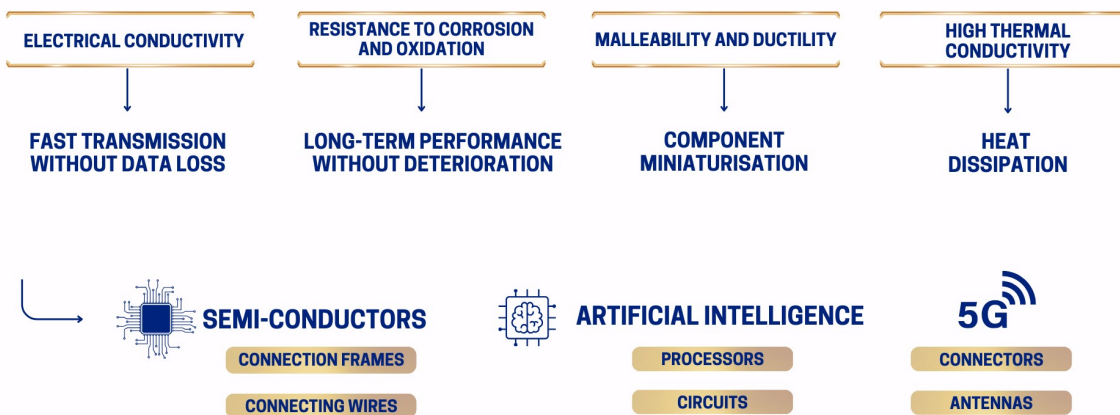 ELECTRICAL CONDUCTIVITY
RESISTANCE TO CORROSION
AND OXIDATION
MALLEABILITY AND DUCTILITY
HIGH THERMAL
CONDUCTIVITY
FAST TRANSMISSION
WITHOUT DATA LOSS
LONG-TERM PERFORMANCE
WITHOUT DETERIORATION
COMPONENT
MINIATURISATION
HEAT
DISSIPATION
SEMI-CONDUCTORS
CONNECTION FRAMES
CONNECTING WIRES
ARTIFICIAL INTELLIGENCE
PROCESSORS
CIRCUITS
5G
CONNECTORS
ANTENNAS